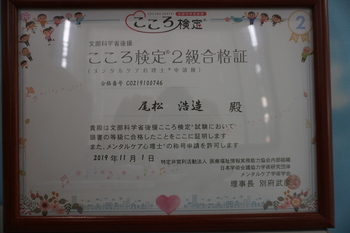 こころ検定
2
文部科学省後援
こころ検定®2級合格証
(メンタルケア心理士®申請用)
合格番号 C0219100746
尾松 浩造 殿
貴殿は文部科学省後援こころ検定®試験において
頭書の等級に合格したことをここに証明します
また、メンタルケア心理士®の称号申請を許可します
2019年11月1日
特定非営利活動法人 医療福祉情報実務能力協会内部組織
日本学術会議協力学術研究団体
メンタルケア学術学会
理事長 別府武彦